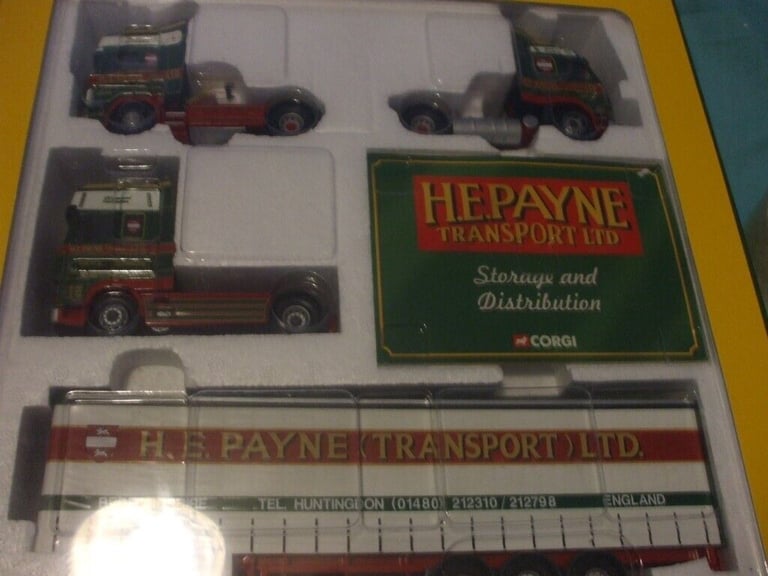 H.E.PAYNE
TRANSPORT LTD
Storage and
Distribution
CORGI
H. E. PAYNE (TRANSPORT) LTD.
TEL. HUNTINGDON (01480) 212310 / 212798 ENGLAND